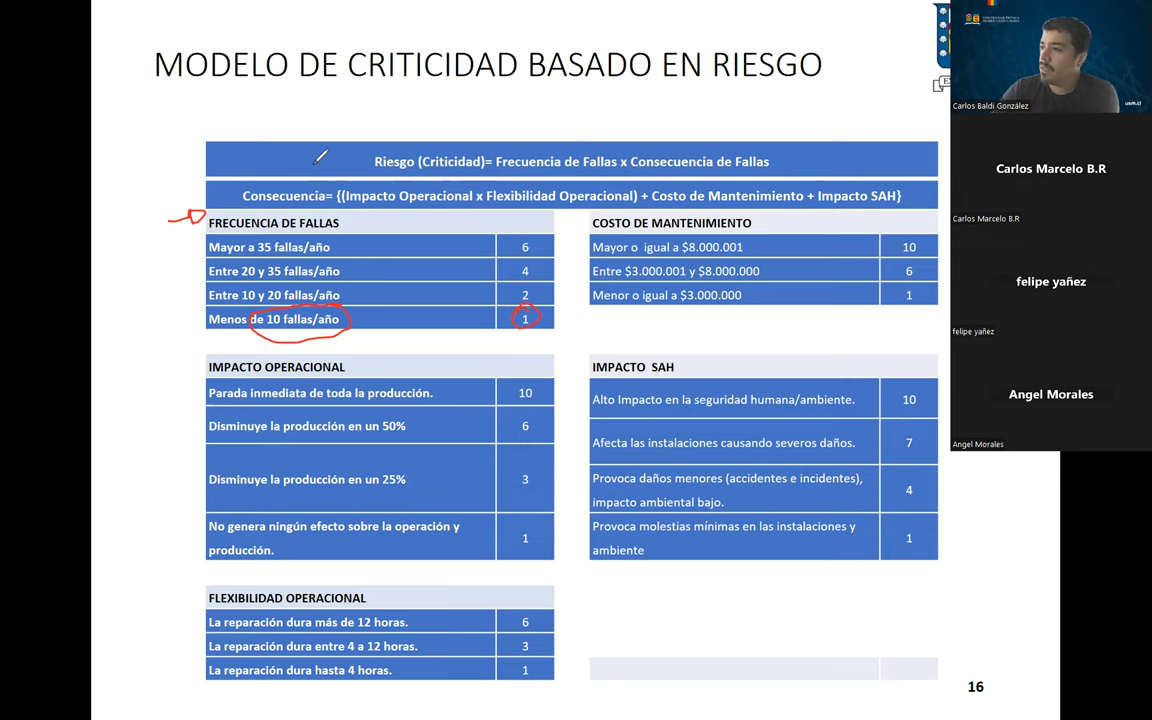 MODELO DE CRITICIDAD BASADO EN RIESGO
Riesgo (Criticidad)= Frecuencia de Fallas x Consecuencia de Fallas
Consecuencia= {(Impacto Operacional x Flexibilidad Operacional) + Costo de Mantenimiento + Impacto SAH}
FRECUENCIA DE FALLAS
Mayor a 35 fallas/año 6
Entre 20 y 35 fallas/año 4
Entre 10 y 20 fallas/año 2
Menos de 10 fallas/año 1
COSTO DE MANTENIMIENTO
Mayor o igual a $8.000.001 10
Entre $3.000.001 y $8.000.000 6
Menor o igual a $3.000.000 1
IMPACTO OPERACIONAL
Parada inmediata de toda la producción. 10
Disminuye la producción en un 50% 6
Disminuye la producción en un 25% 3
No genera ningún efecto sobre la operación y
producción. 1
IMPACTO SAH
Alto Impacto en la seguridad humana/ambiente. 10
Afecta las instalaciones causando severos daños. 7
Provoca daños menores (accidentes e incidentes),
impacto ambiental bajo. 4
Provoca molestias mínimas en las instalaciones y
ambiente 1
FLEXIBILIDAD OPERACIONAL
La reparación dura más de 12 horas. 6
La reparación dura entre 4 a 12 horas. 3
La reparación dura hasta 4 horas. 1
16
usm.cl
Carlos Baldi González
Carlos Marcelo B.R
Carlos Marcelo B.R
felipe yañez
felipe yañez
Angel Morales
Angel Morales